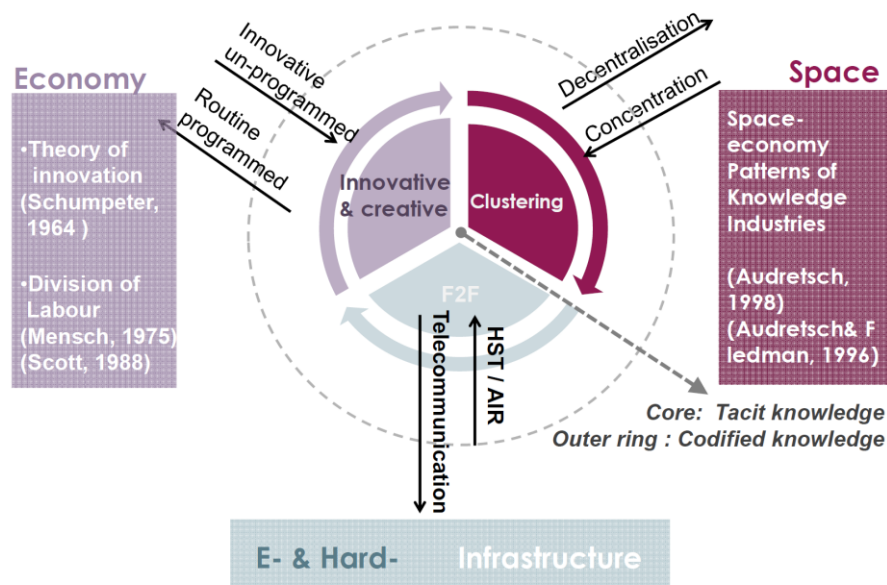 Economy
•Theory of
innovation
(Schumpeter,
1964 )
•Division of
Labour
(Mensch, 1975)
(Scott, 1988)
Innovative
un-programmed
Routine
programmed
Innovative
& creative
Clustering
F2F
Decentralisation
Concentration
Space
Space-
economy
Patterns of
Knowledge
Industries
(Audretsch,
1998)
(Audretsch& F
ledman, 1996)
Telecommunication
HST / AIR
Core: Tacit knowledge
Outer ring : Codified knowledge
E- & Hard- Infrastructure